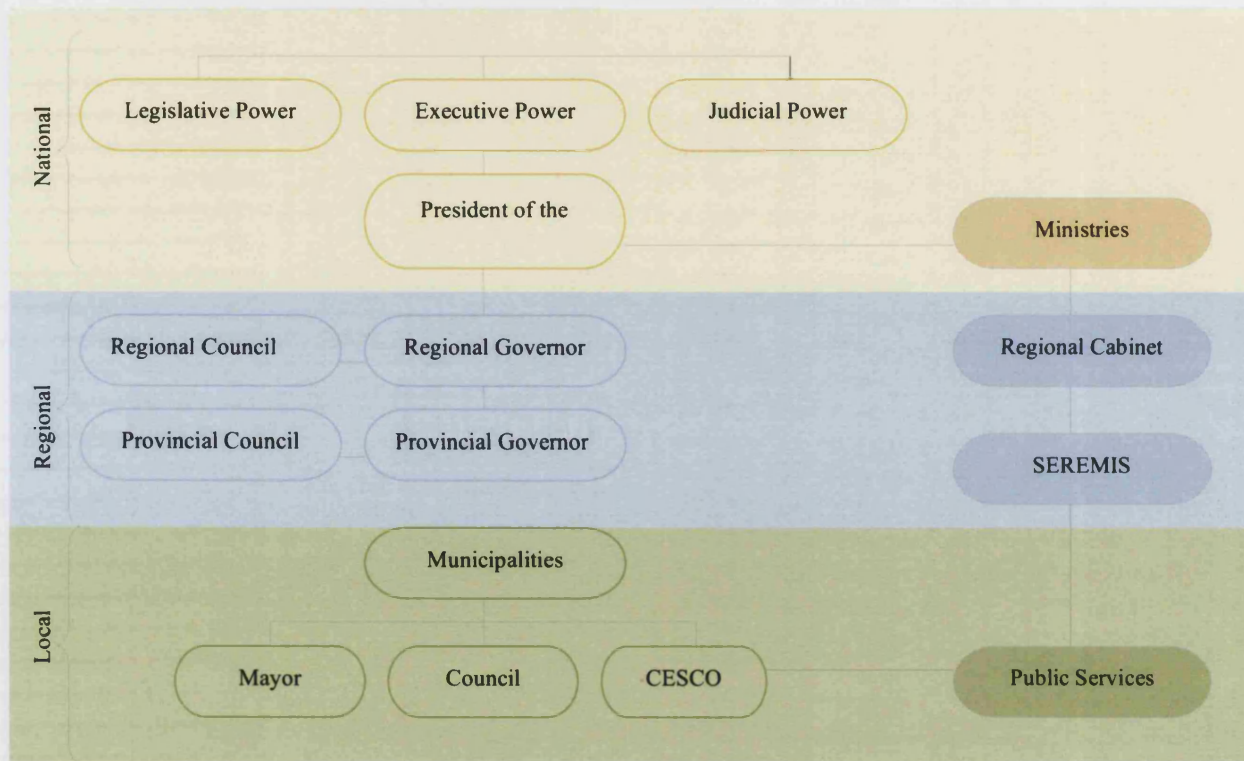 National
Legislative Power
Executive Power
Judicial Power
President of the
Ministries
Regional
Regional Council
Regional Governor
Regional Cabinet
Provincial Council
Provincial Governor
SEREMIS
Local
Municipalities
Mayor
Council
CESCO
Public Services